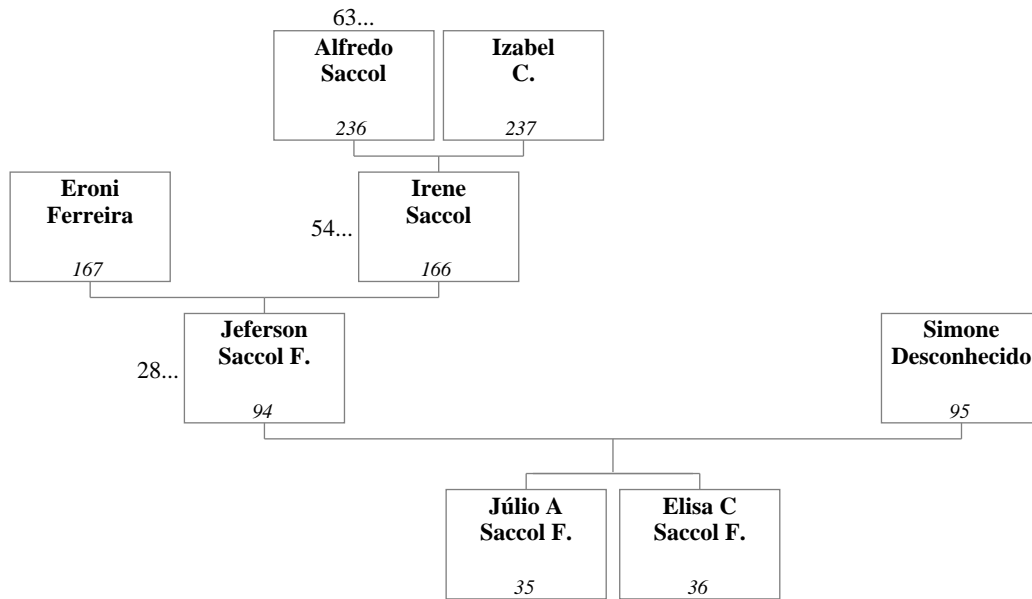 63...
Alfredo
Saccol
236
Izabel
C.
237
Eroni
Ferreira
167
54...
Irene
Saccol
166
28...
Jeferson
Saccol F.
94
Simone
Desconhecido
95
Júlio A
Saccol F.
35
Elisa C
Saccol F.
36